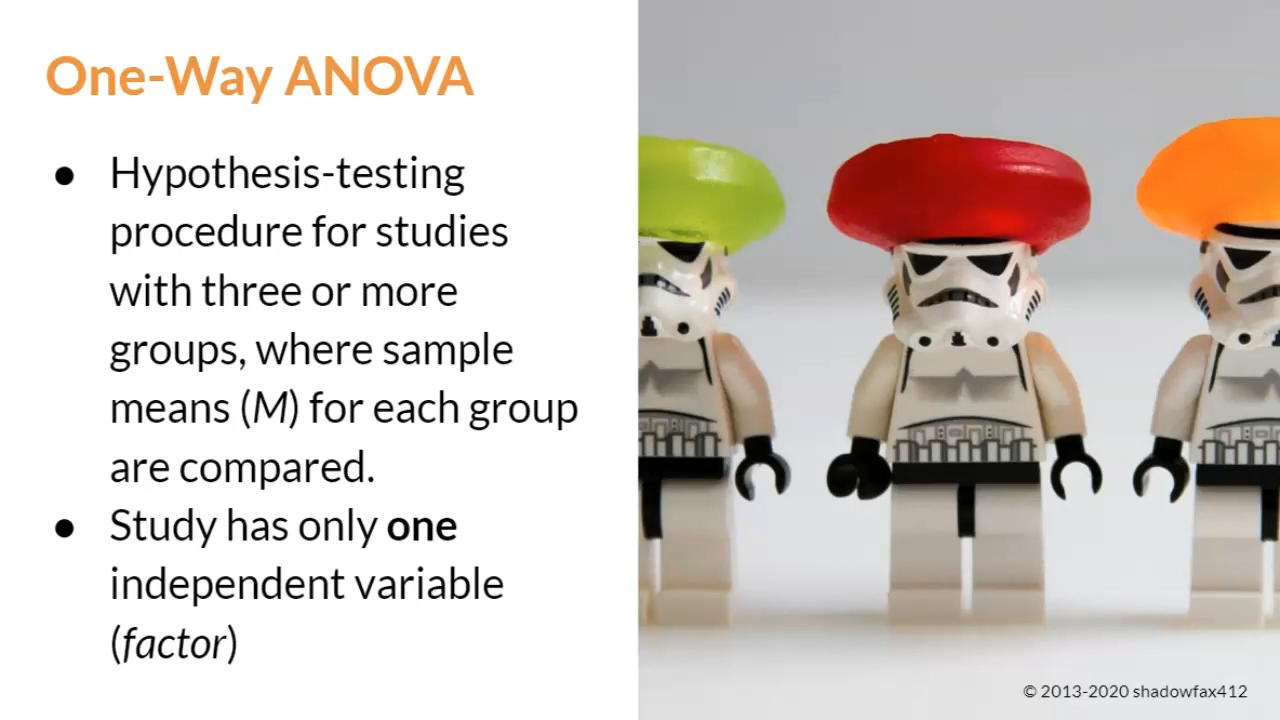 One-Way ANOVA
● Hypothesis-testing
procedure for studies
with three or more
groups, where sample
means (M) for each group
are compared.
● Study has only one
independent variable
(factor)
© 2013-2020 shadowfax412